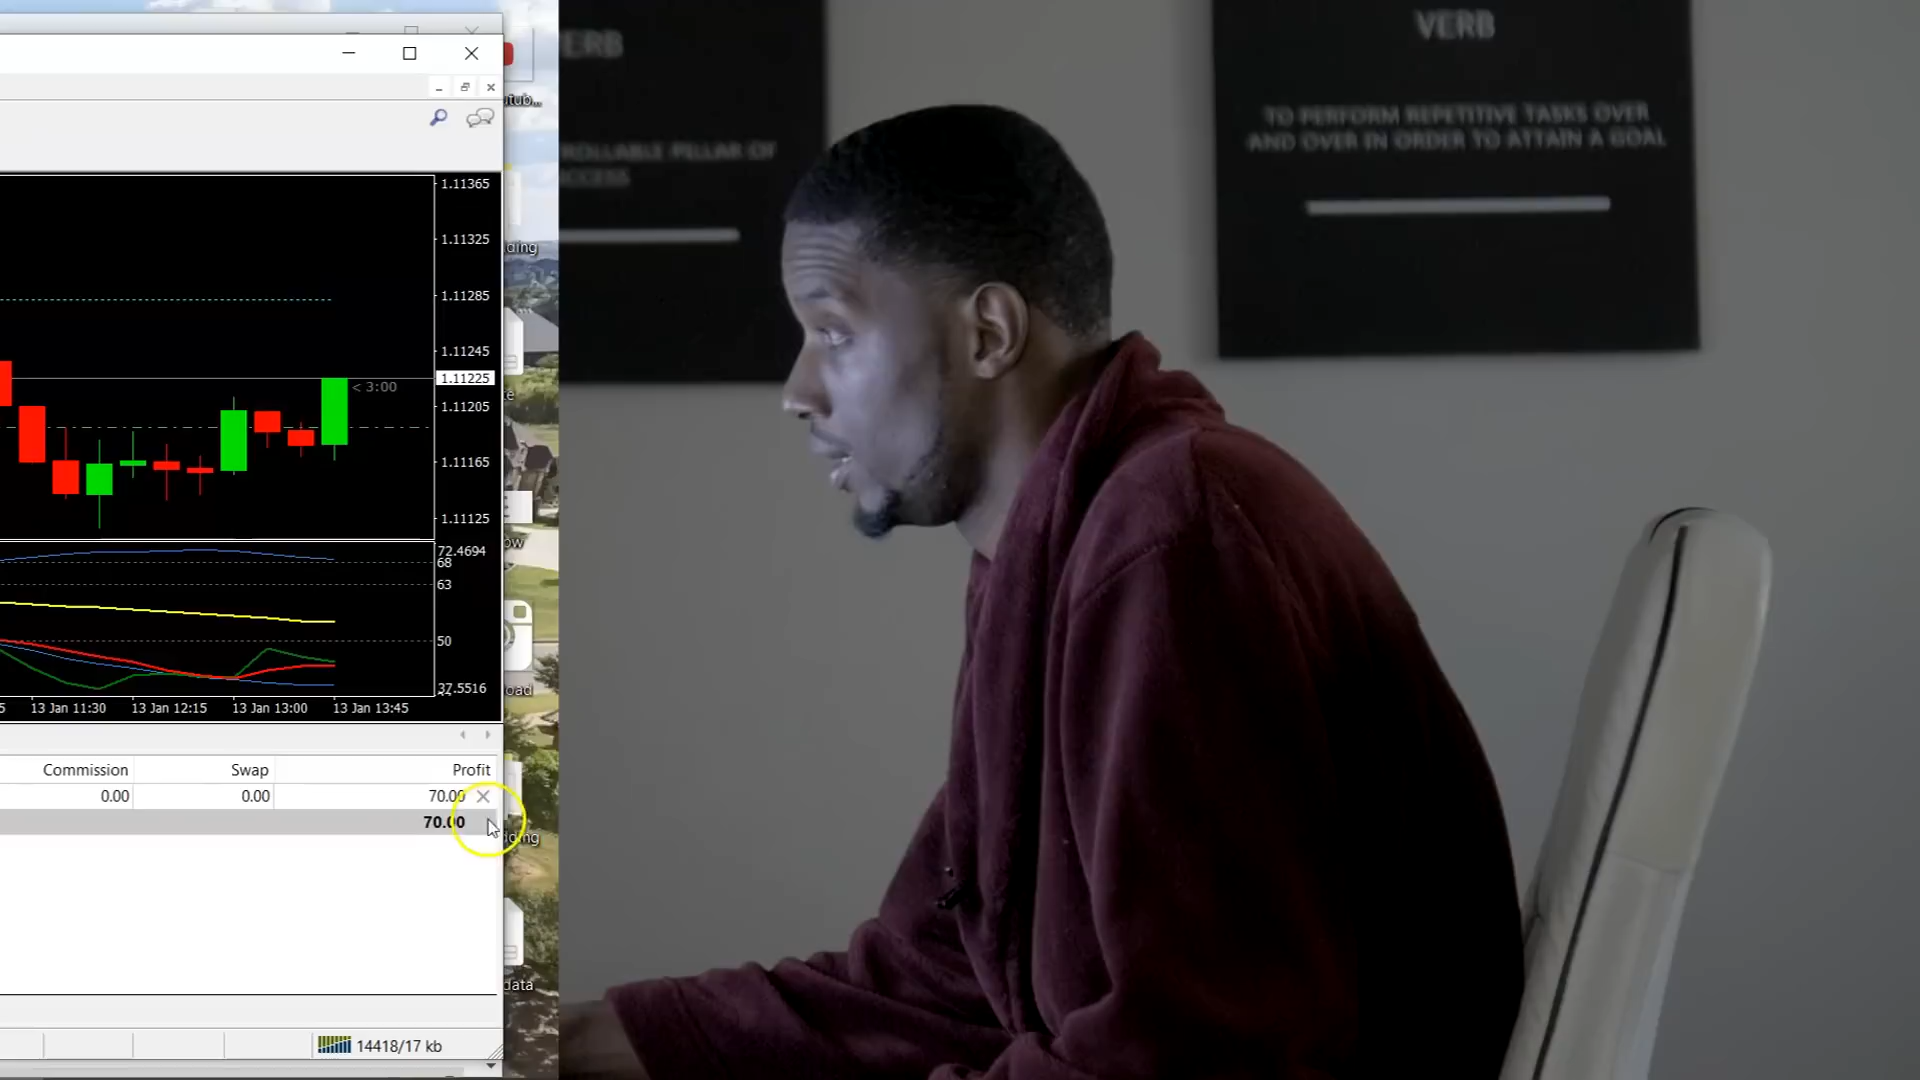 1.11365
1.11325
1.11285
1.11245
1.11225
< 3:00
1.11205
1.11165
1.11125
72.4694
68
63
50
37.5516
13 Jan 11:30
13 Jan 12:15
13 Jan 13:00
13 Jan 13:45
Commission
Swap
Profit
0.00
0.00
70.00
70.00
14418/17 kb
data
VERB
TO PERFORM REPETITIVE TASKS OVER
AND OVER IN ORDER TO ATTAIN A GOAL
PILLAR OF